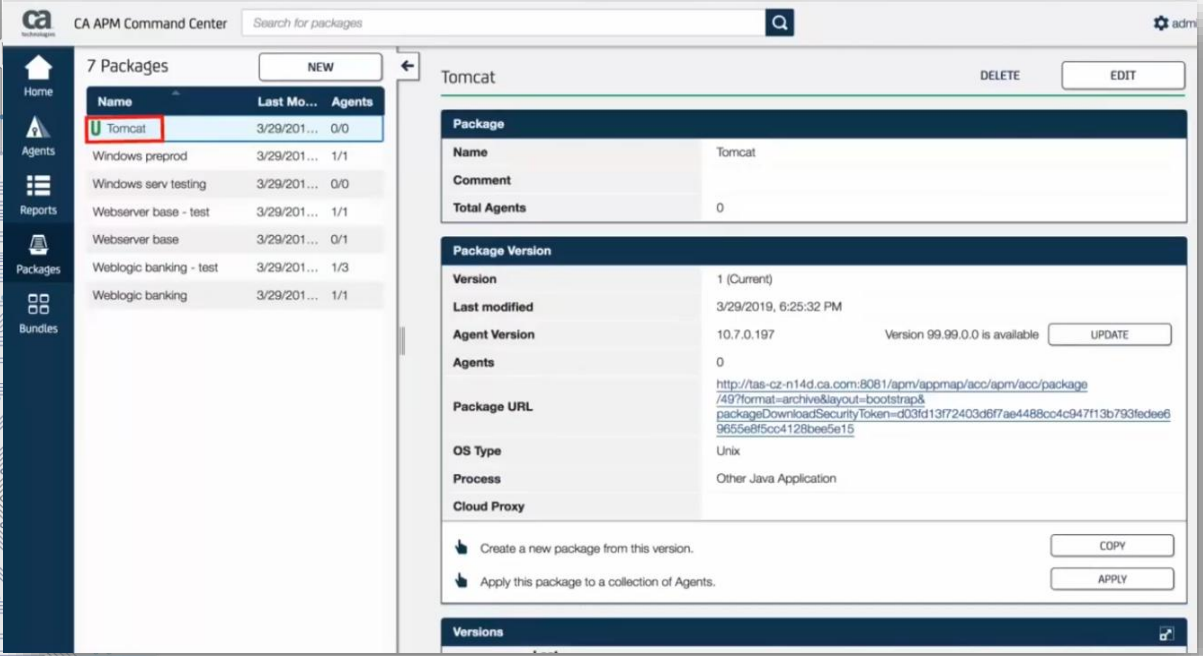 ca
technologies
CA APM Command Center
Search for packages
adm
Home
Agents
Reports
Packages
Bundles
7 Packages
NEW
Name Last Mo... Agents
U Tomcat 3/29/201... 0/0
Windows preprod 3/29/201... 1/1
Windows serv testing 3/29/201... 0/0
Webserver base - test 3/29/201... 1/1
Webserver base 3/29/201... 0/1
Weblogic banking - test 3/29/201... 1/3
Weblogic banking 3/29/201... 1/1
Tomcat
DELETE
EDIT
Package
Name Tomcat
Comment
Total Agents 0
Package Version
Version 1 (Current)
Last modified 3/29/2019, 6:25:32 PM
Agent Version 10.7.0.197 Version 99.99.0.0 is available UPDATE
Agents 0
Package URL
http://tas-cz-n14d.ca.com:8081/apm/appmap/acc/apm/acc/package
/49?format=archive&layout=bootstrap&
packageDownloadSecurityToken=d03fd13f72403d6f7ae4488cc4c947f13b793fedee6
9655e8f5cc4128bee5e15
OS Type Unix
Process Other Java Application
Cloud Proxy
Create a new package from this version. COPY
Apply this package to a collection of Agents. APPLY
Versions